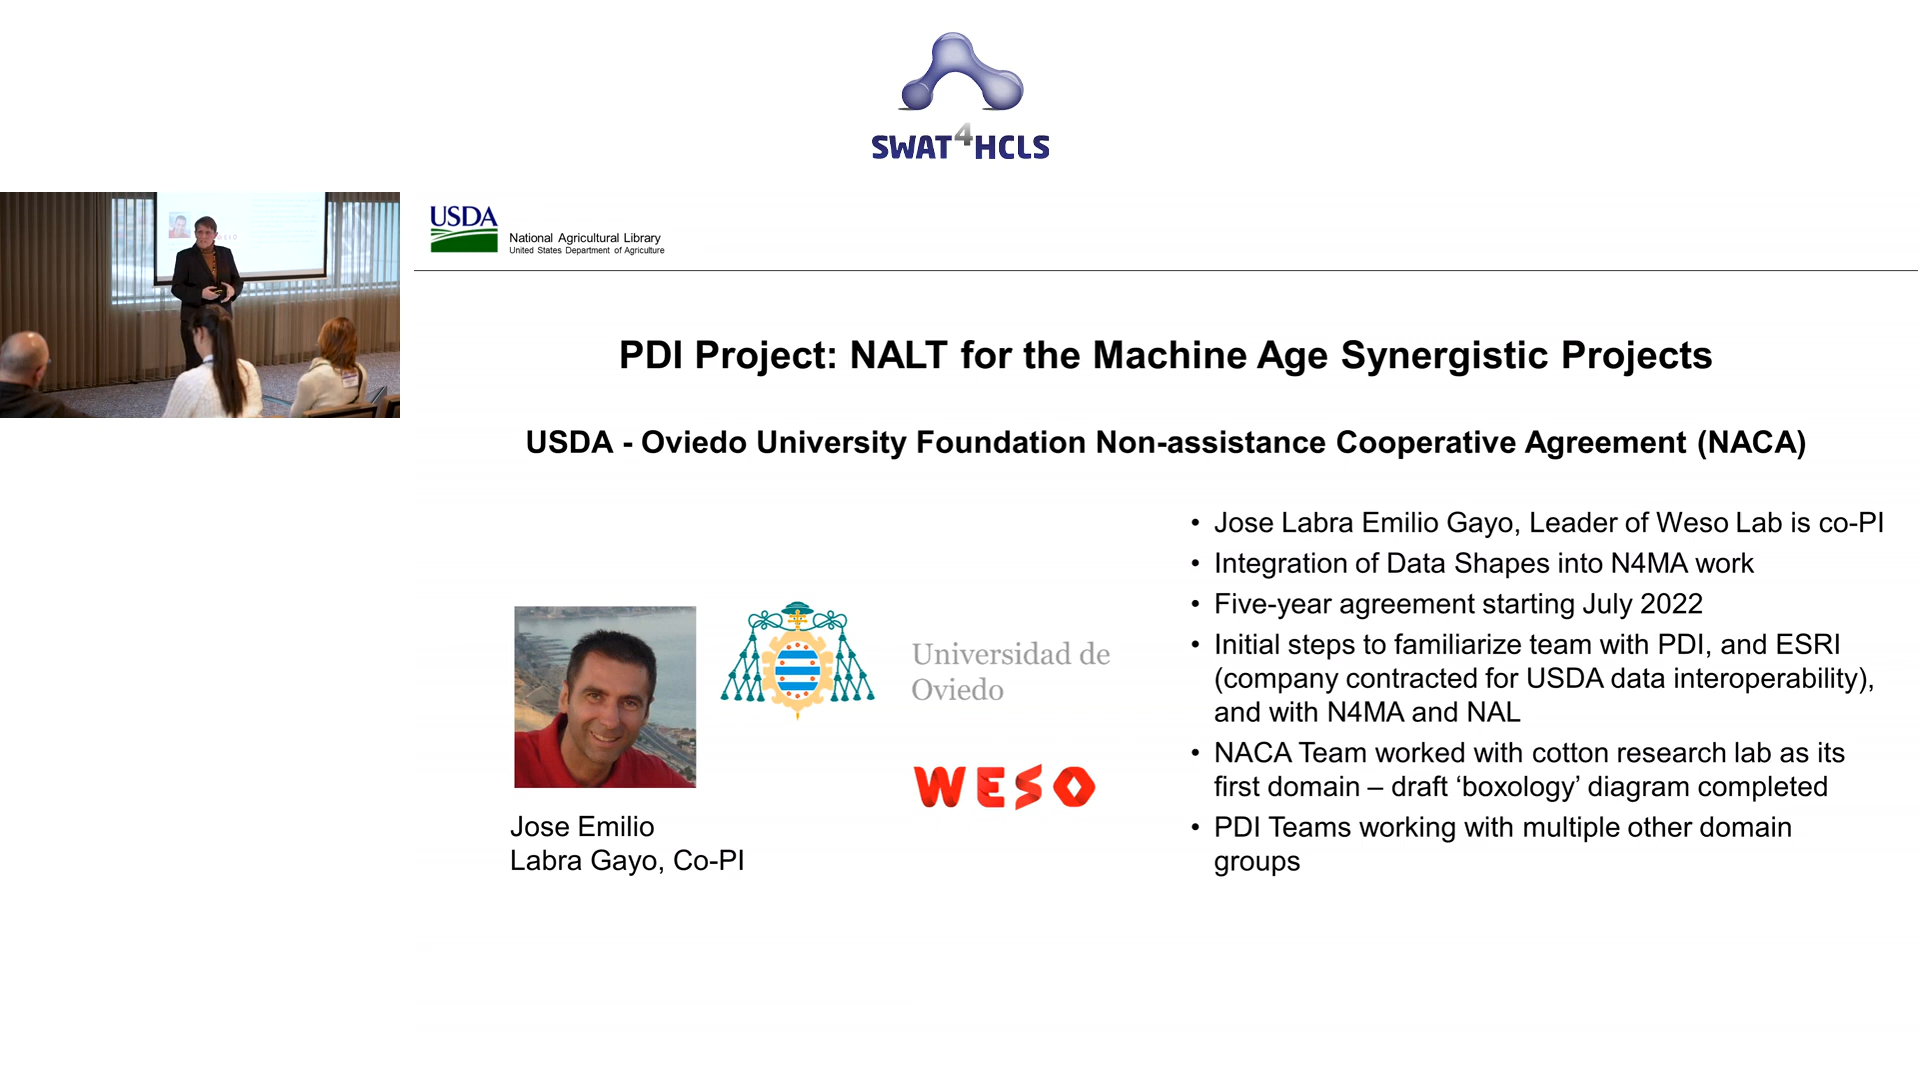 SWAT4HCLS
USDA
National Agricultural Library
United States Department of Agriculture
PDI Project: NALT for the Machine Age Synergistic Projects
USDA - Oviedo University Foundation Non-assistance Cooperative Agreement (NACA)
Universidad de
Oviedo
WESO
Jose Emilio
Labra Gayo, Co-PI
• Jose Labra Emilio Gayo, Leader of Weso Lab is co-PI
• Integration of Data Shapes into N4MA work
• Five-year agreement starting July 2022
• Initial steps to familiarize team with PDI, and ESRI
(company contracted for USDA data interoperability),
and with N4MA and NAL
• NACA Team worked with cotton research lab as its
first domain – draft ‘boxology’ diagram completed
• PDI Teams working with multiple other domain
groups